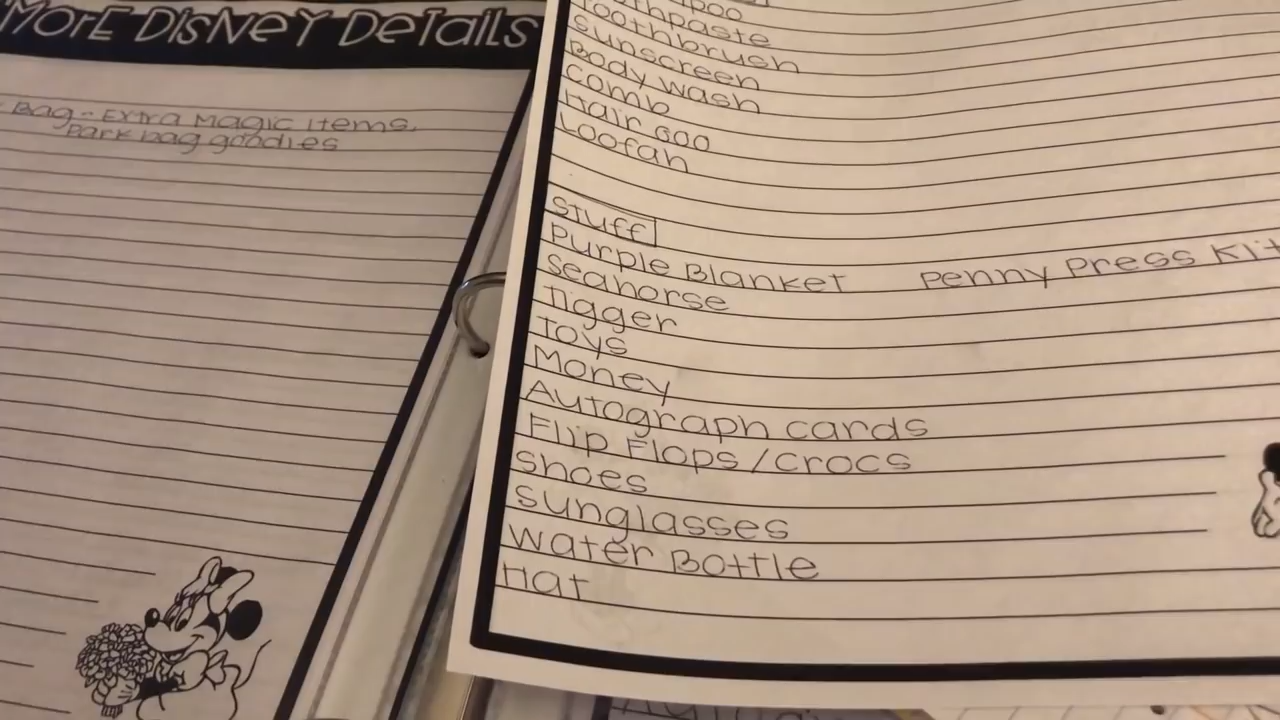 More Disney Details
Bag - Extra Magic Items,
Park bag goodies
Toothbrush
Sunscreen
Body wash
Comb
Hair Goo
Loofah
Stuff
Purple Blanket Penny Press Kit
Seahorse
Tigger
Toys
Money
Autograph cards
Flip Flops/crocs
Shoes
Sunglasses
Water Bottle
Hat